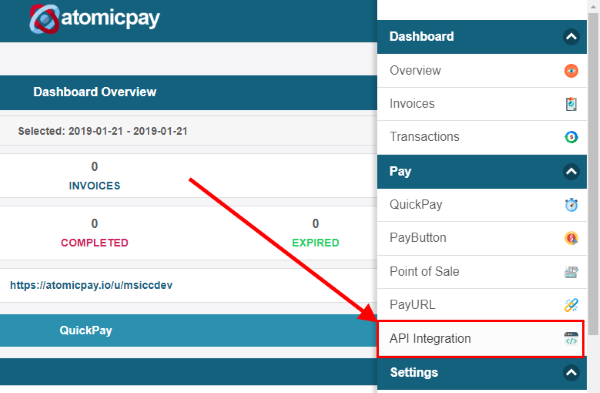 atomicpay
Dashboard Overview
Selected: 2019-01-21 - 2019-01-21
0
INVOICES
0
COMPLETED
0
EXPIRED
https://atomicpay.io/u/msiccdev
QuickPay
Dashboard
Overview
Invoices
Transactions
Pay
QuickPay
PayButton
Point of Sale
PayURL
API Integration
Settings